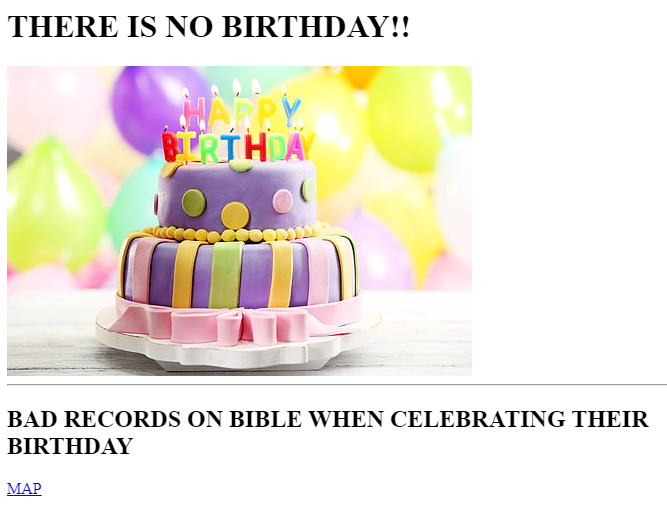 THERE IS NO BIRTHDAY!!
HAPPY
BIRTHDAY
BAD RECORDS ON BIBLE WHEN CELEBRATING THEIR
BIRTHDAY
MAP